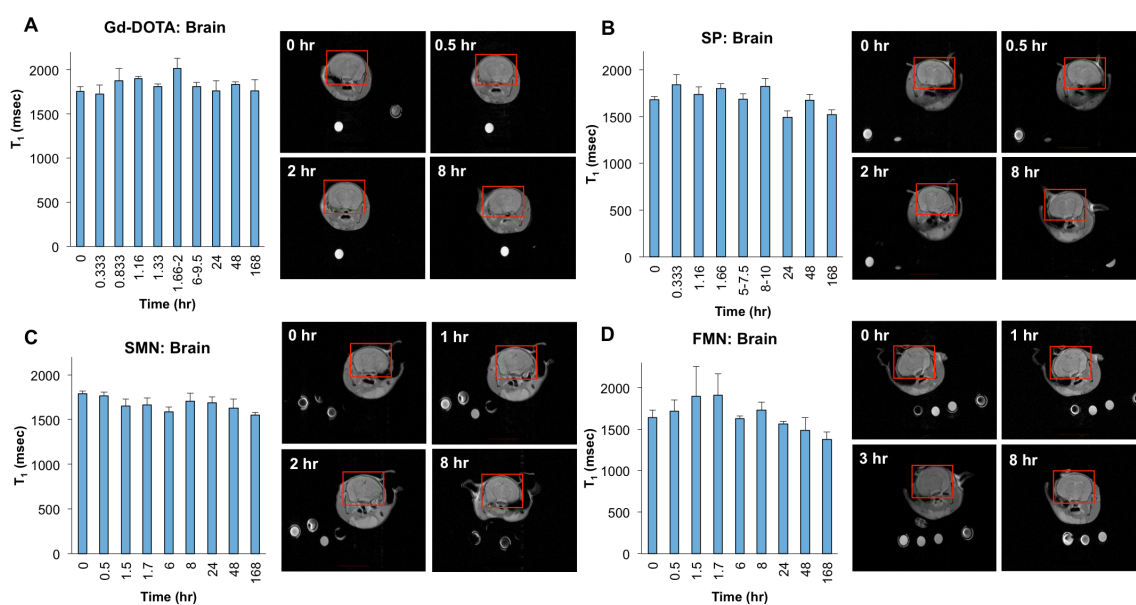 A
Gd-DOTA: Brain
T1 (msec)
2000
1500
1000
500
0
0
0.333
0.833
1.16
1.33
1.66-2
6-9.5
24
48
168
Time (hr)
0 hr
0.5 hr
2 hr
8 hr
B
SP: Brain
T1 (msec)
2000
1500
1000
500
0
0
0.333
1.16
1.66
5-7.5
8-10
24
48
168
Time (hr)
0 hr
0.5 hr
2 hr
8 hr
C
SMN: Brain
T1 (msec)
2000
1500
1000
500
0
0
0.5
1.5
1.7
6
8
24
48
168
Time (hr)
0 hr
1 hr
2 hr
8 hr
D
FMN: Brain
T1 (msec)
2000
1500
1000
500
0
0
0.5
1.5
1.7
6
8
24
48
168
Time (hr)
0 hr
1 hr
3 hr
8 hr